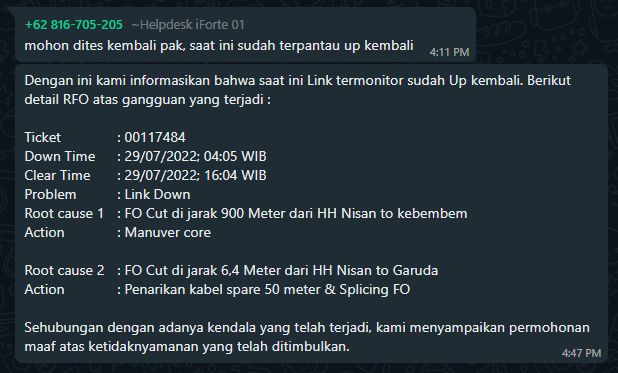 +62 816-705-205 ~Helpdesk iForte 01
mohon dites kembali pak, saat ini sudah terpantau up kembali
4:11 PM
Dengan ini kami informasikan bahwa saat ini Link termonitor sudah Up kembali. Berikut
detail RFO atas gangguan yang terjadi :
Ticket : 00117484
Down Time : 29/07/2022; 04:05 WIB
Clear Time : 29/07/2022; 16:04 WIB
Problem : Link Down
Root cause 1 : FO Cut di jarak 900 Meter dari HH Nisan to kebembem
Action : Manuver core
Root cause 2 : FO Cut di jarak 6,4 Meter dari HH Nisan to Garuda
Action : Penarikan kabel spare 50 meter & Splicing FO
Sehubungan dengan adanya kendala yang telah terjadi, kami menyampaikan permohonan
maaf atas ketidaknyamanan yang telah ditimbulkan.
4:47 PM